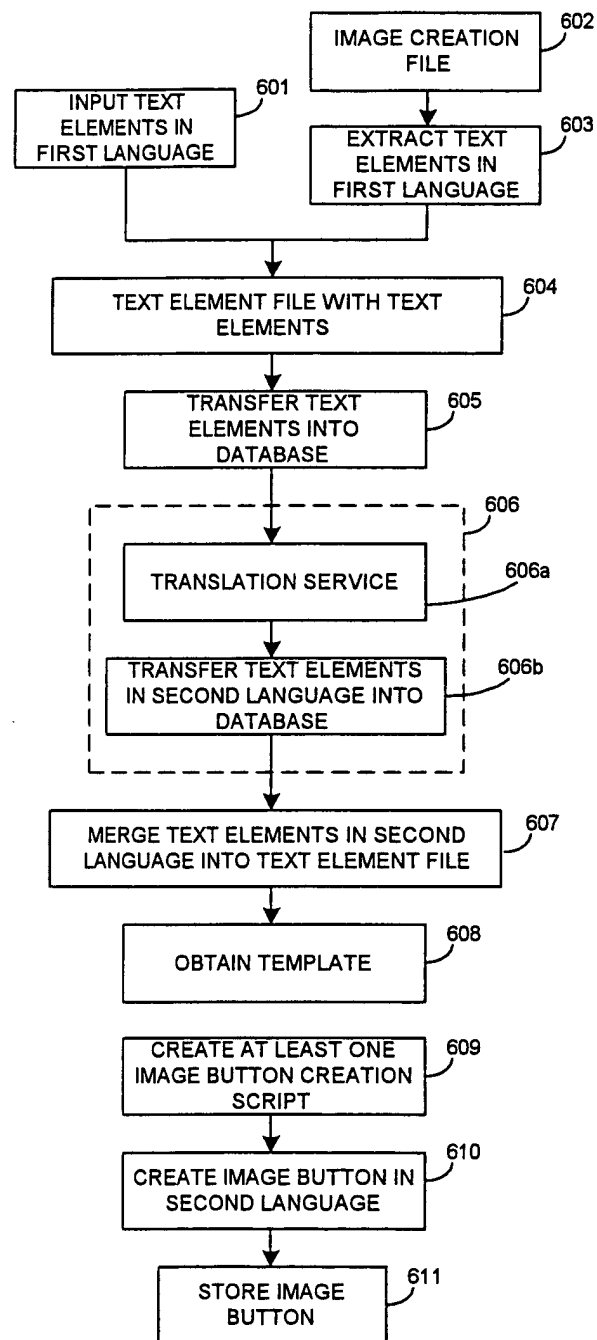 IMAGE CREATION
FILE
602
INPUT TEXT
ELEMENTS IN
FIRST LANGUAGE
601
EXTRACT TEXT
ELEMENTS IN
FIRST LANGUAGE
603
TEXT ELEMENT FILE WITH TEXT
ELEMENTS
604
TRANSFER TEXT
ELEMENTS INTO
DATABASE
605
606
TRANSLATION SERVICE
606a
TRANSFER TEXT ELEMENTS
IN SECOND LANGUAGE INTO
DATABASE
606b
MERGE TEXT ELEMENTS IN SECOND
LANGUAGE INTO TEXT ELEMENT FILE
607
OBTAIN TEMPLATE
608
CREATE AT LEAST ONE
IMAGE BUTTON CREATION
SCRIPT
609
CREATE IMAGE BUTTON IN
SECOND LANGUAGE
610
STORE IMAGE
BUTTON
611